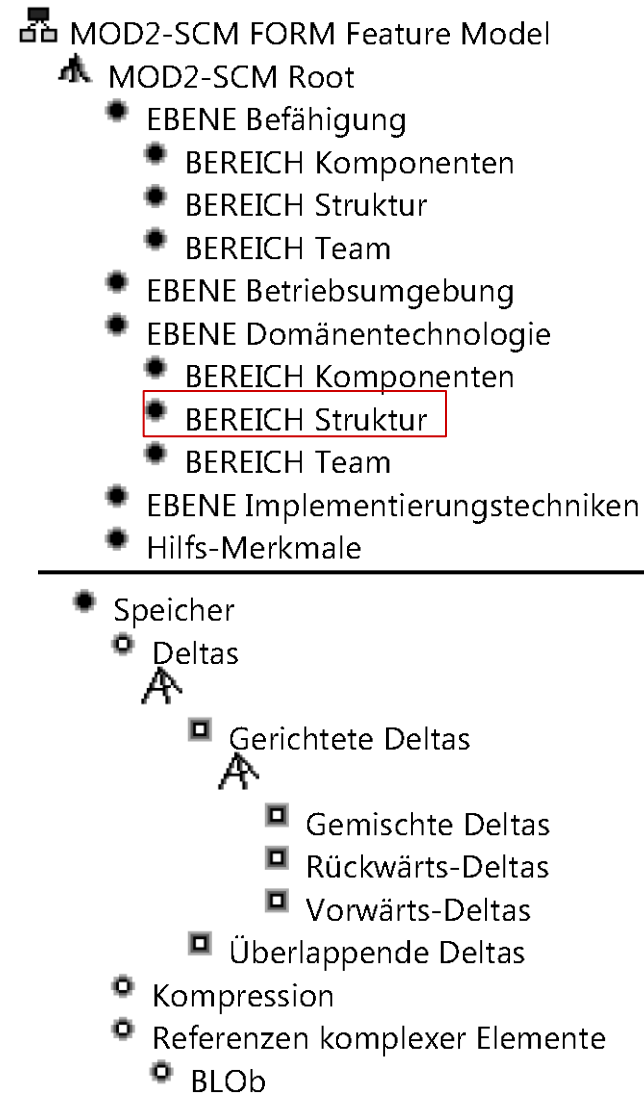 MOD2-SCM FORM Feature Model
MOD2-SCM Root
EBENE Befähigung
BEREICH Komponenten
BEREICH Struktur
BEREICH Team
EBENE Betriebsumgebung
EBENE Domänentechnologie
BEREICH Komponenten
BEREICH Struktur
BEREICH Team
EBENE Implementierungstechniken
Hilfs-Merkmale
Speicher
Deltas
Gerichtete Deltas
Gemischte Deltas
Rückwärts-Deltas
Vorwärts-Deltas
Überlappende Deltas
Kompression
Referenzen komplexer Elemente
BLOb